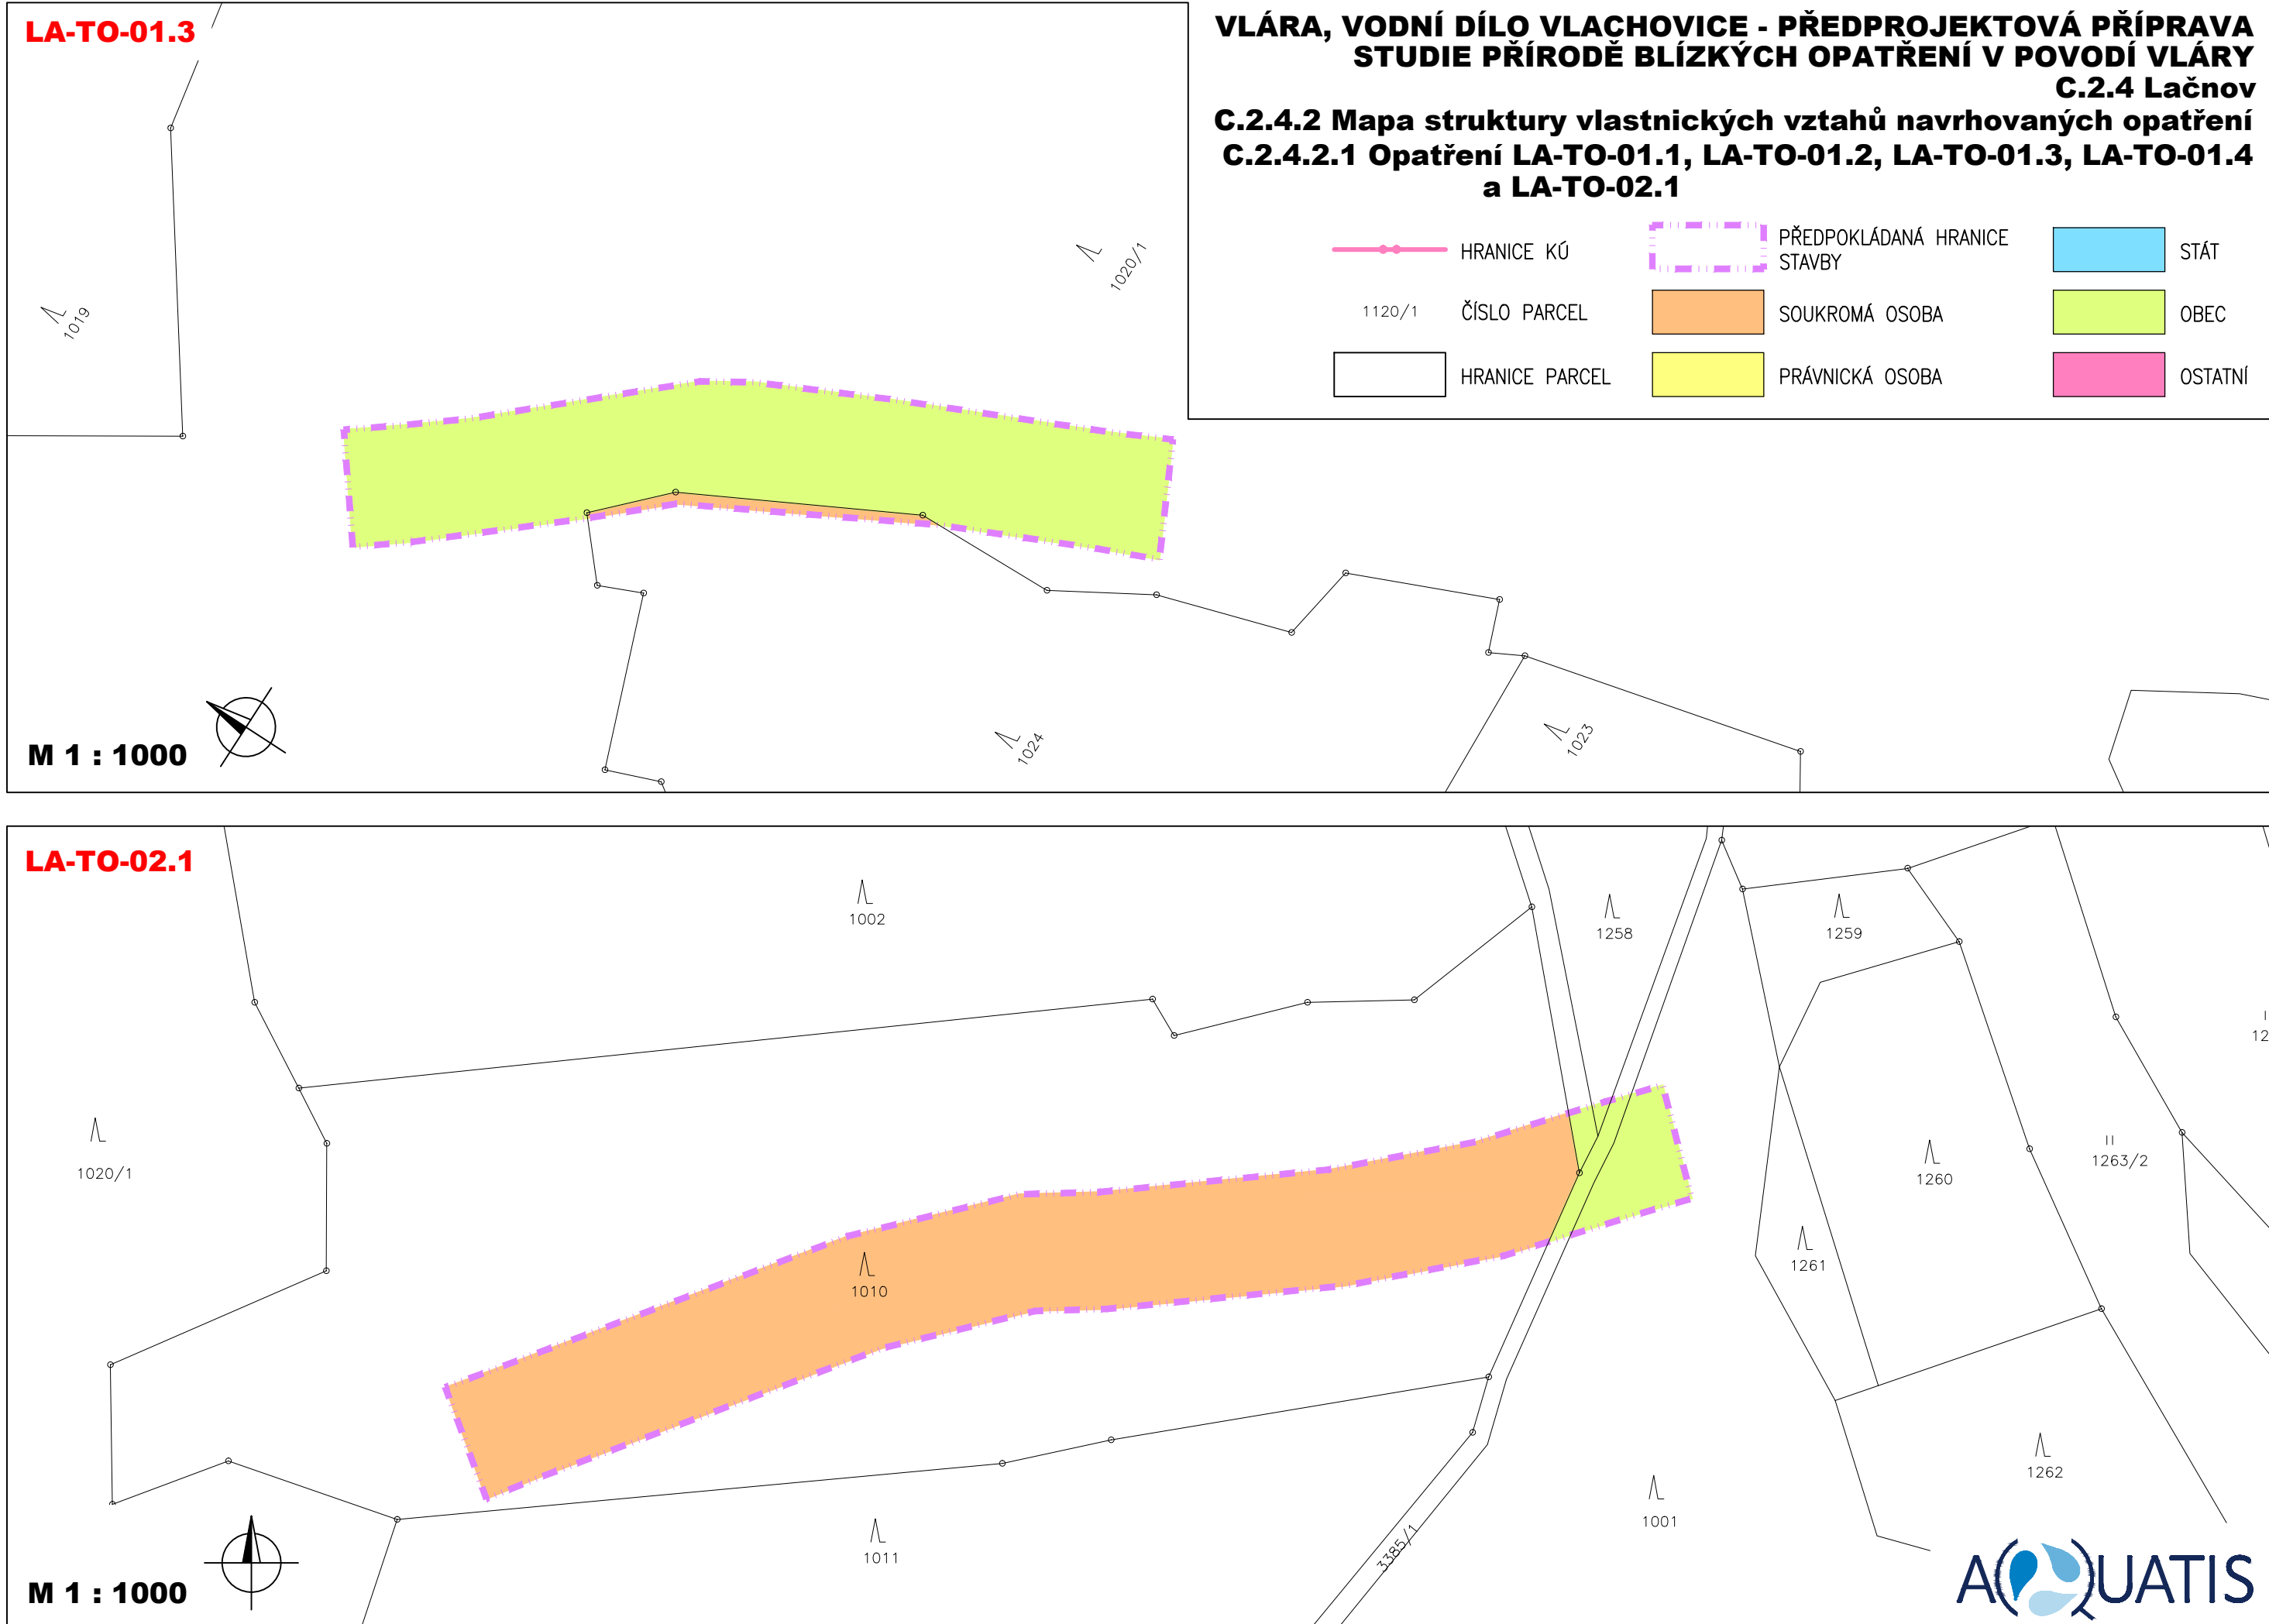 LA-TO-01.3
VLÁRA, VODNÍ DÍLO VLACHOVICE - PŘEDPROJEKTOVÁ PŘÍPRAVA
STUDIE PŘÍRODĚ BLÍZKÝCH OPATŘENÍ V POVODÍ VLÁRY
C.2.4 Lačnov
C.2.4.2 Mapa struktury vlastnických vztahů navrhovaných opatření
C.2.4.2.1 Opatření LA-TO-01.1, LA-TO-01.2, LA-TO-01.3, LA-TO-01.4
a LA-TO-02.1
HRANICE KÚ
PŘEDPOKLÁDANÁ HRANICE
STAVBY
STÁT
1120/1 ČÍSLO PARCEL
SOUKROMÁ OSOBA
OBEC
HRANICE PARCEL
PRÁVNICKÁ OSOBA
OSTATNÍ
1020/1
1019
1024
1023
M 1 : 1000
LA-TO-02.1
1002
1258
1259
12
1020/1
1263/2
1260
1261
1010
1262
1001
1011
3385/1
M 1 : 1000
AQUATIS